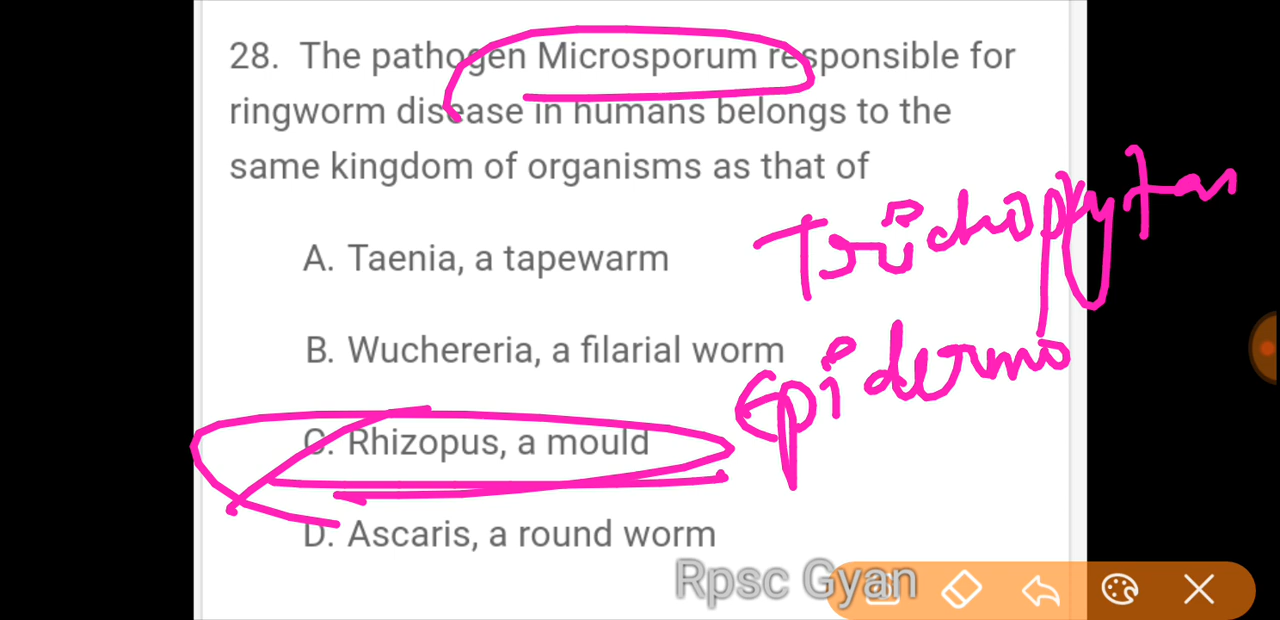 28. The pathogen Microsporum responsible for
ringworm disease in humans belongs to the
same kingdom of organisms as that of
Trichophyton
A. Taenia, a tapewarm
B. Wuchereria, a filarial worm
Epidermo
C. Rhizopus, a mould
D. Ascaris, a round worm
Rpsc Gyan